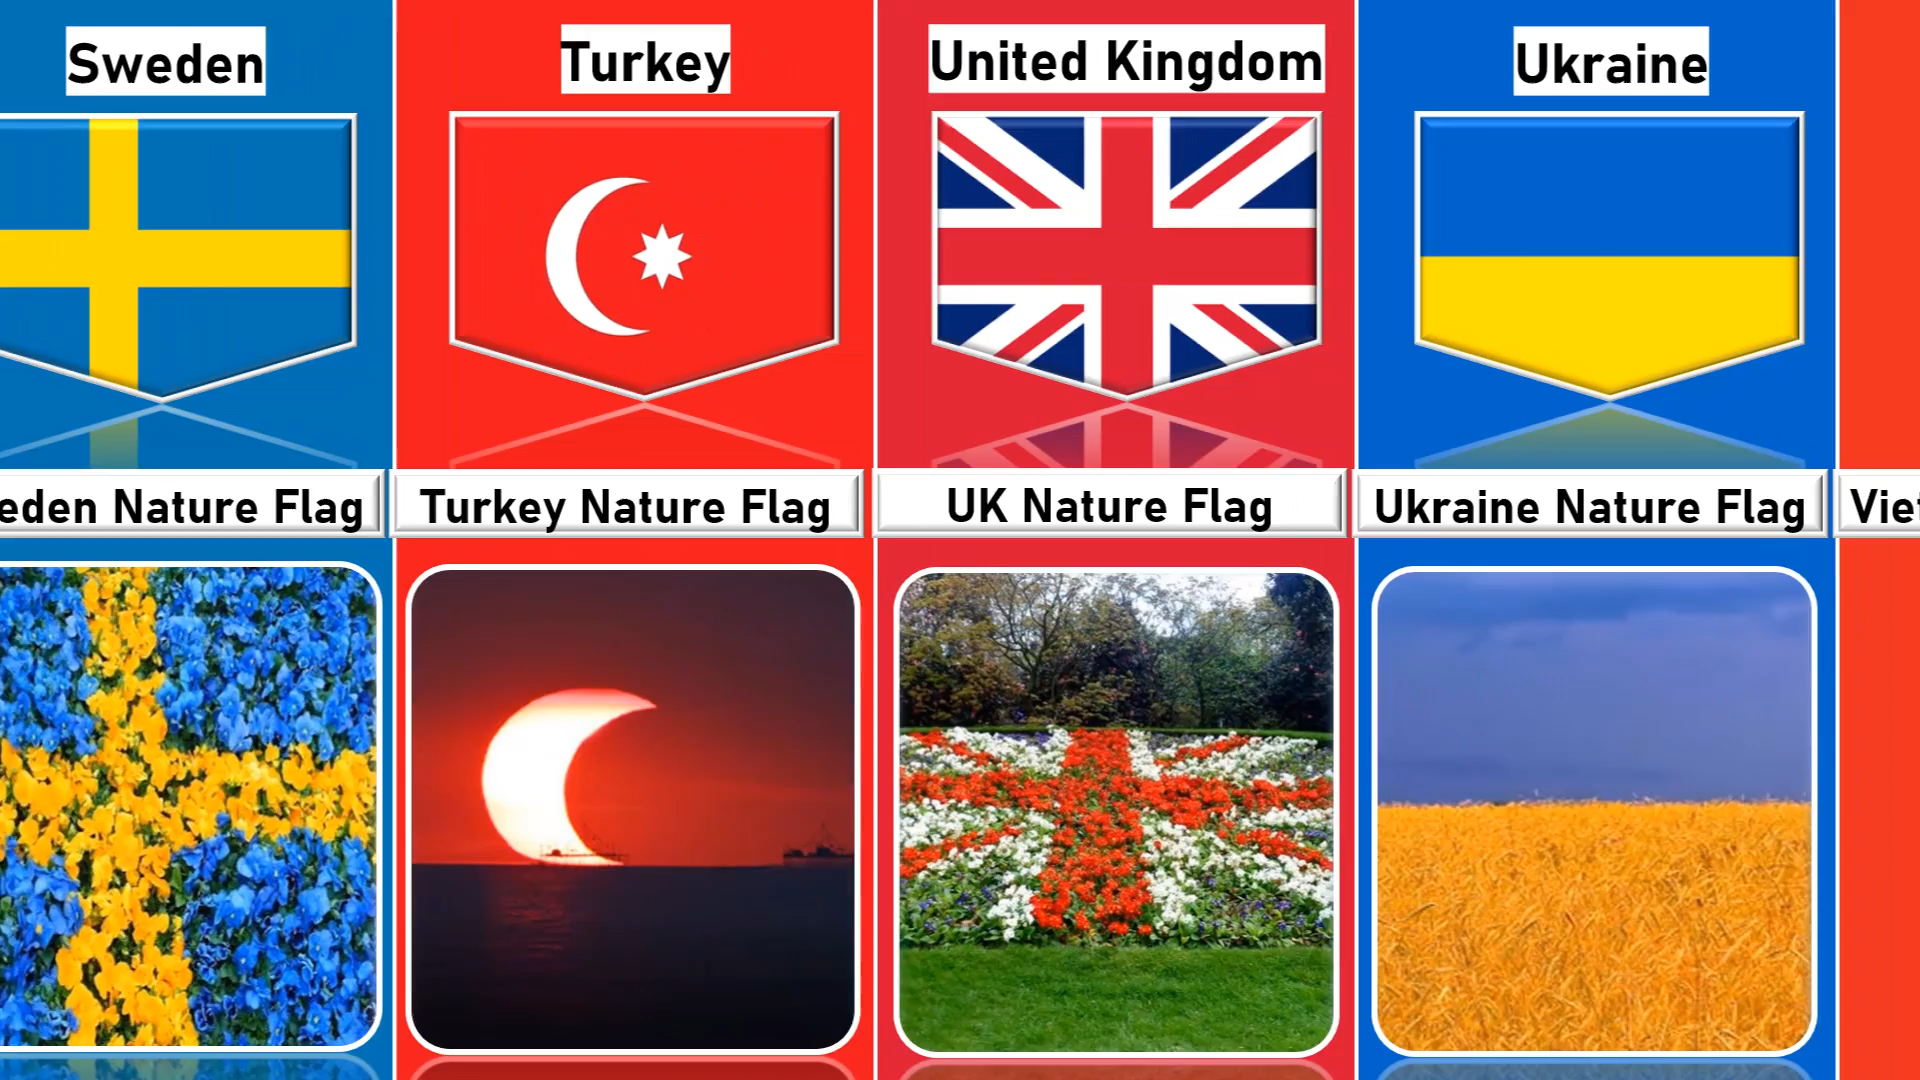 Sweden
Turkey
United Kingdom
Ukraine
eden Nature Flag
Turkey Nature Flag
UK Nature Flag
Ukraine Nature Flag
Vie